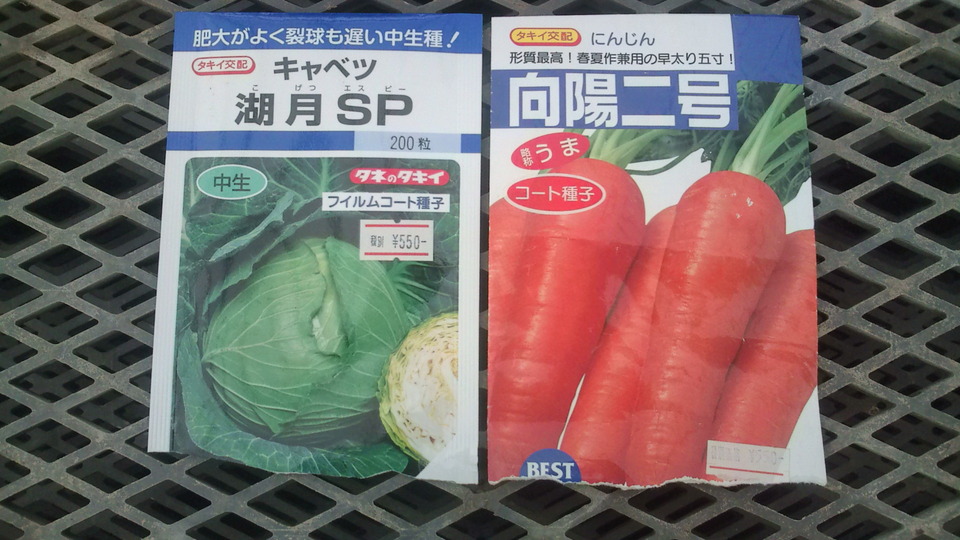 肥大がよく裂球も遅い中生種!
タキイ交配
キャベツ
こ げつ エス ピー
湖月SP
200粒
中生
タネのタキイ
フイルムコート種子
¥550-
タキイ交配
にんじん
形質最高!春夏作兼用の早太り五寸!
向陽二号
略称 うま
コート種子
BEST